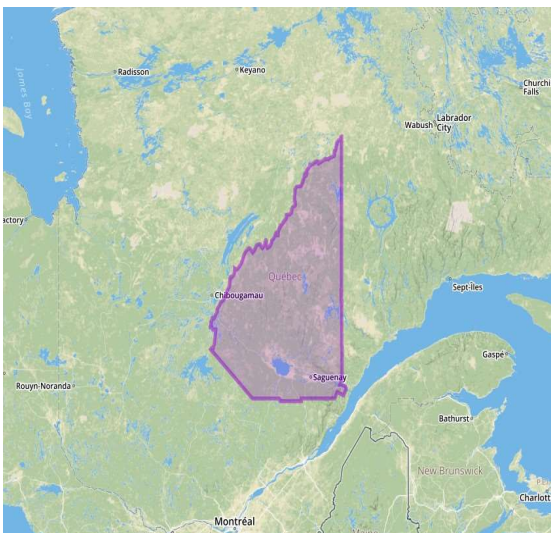 Radisson
Keyano
Churchi
Falls
James Bay
Wabush
Labrador
City
actory
Québec
Sept-Îles
Chibougamau
Gaspé
Saguenay
Rouyn-Noranda
Bathurst
New Brunswick
Charlott
Montréal